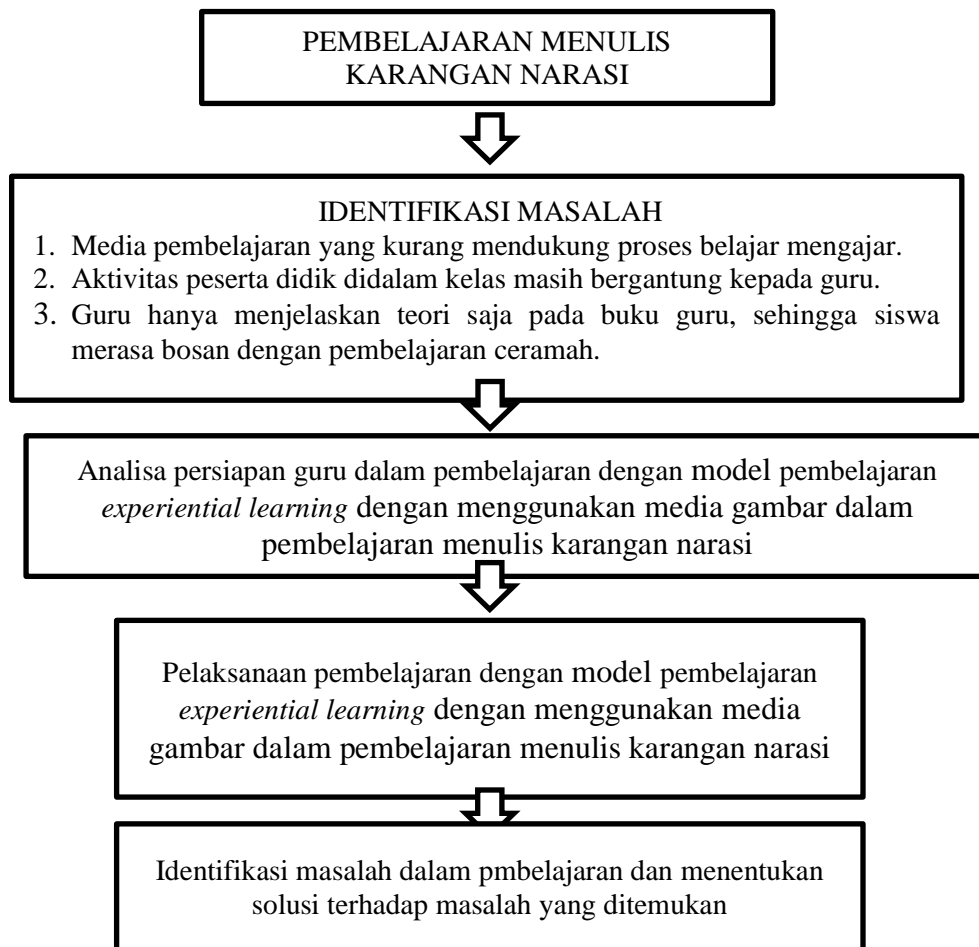 PEMBELAJARAN MENULIS
KARANGAN NARASI
IDENTIFIKASI MASALAH
1. Media pembelajaran yang kurang mendukung proses belajar mengajar.
2. Aktivitas peserta didik didalam kelas masih bergantung kepada guru.
3. Guru hanya menjelaskan teori saja pada buku guru, sehingga siswa
merasa bosan dengan pembelajaran ceramah.
Analisa persiapan guru dalam pembelajaran dengan model pembelajaran
experiential learning dengan menggunakan media gambar dalam
pembelajaran menulis karangan narasi
Pelaksanaan pembelajaran dengan model pembelajaran
experiential learning dengan menggunakan media
gambar dalam pembelajaran menulis karangan narasi
Identifikasi masalah dalam pmbelajaran dan menentukan
solusi terhadap masalah yang ditemukan